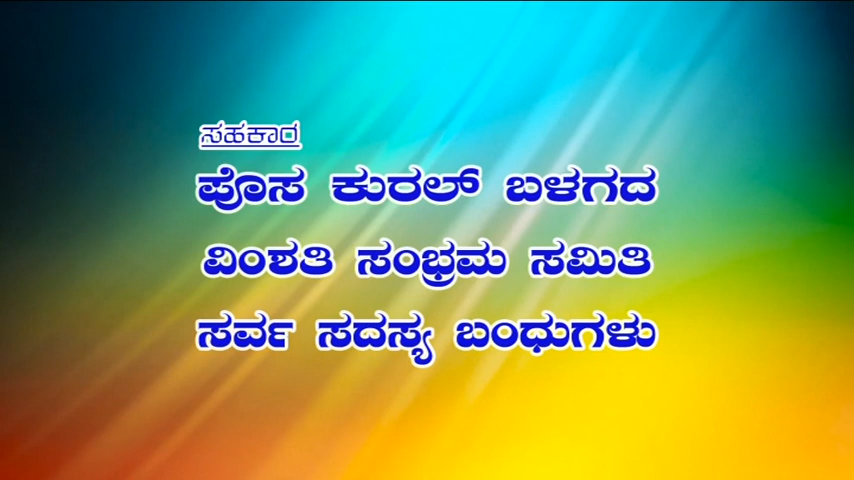 ಸಹಕಾರ
ಪೊಸ ಕುರಲ್ ಬಳಗದ
ವಿಂಶತಿ ಸಂಭ್ರಮ ಸಮಿತಿ
ಸರ್ವ ಸದಸ್ಯ ಬಂಧುಗಳು